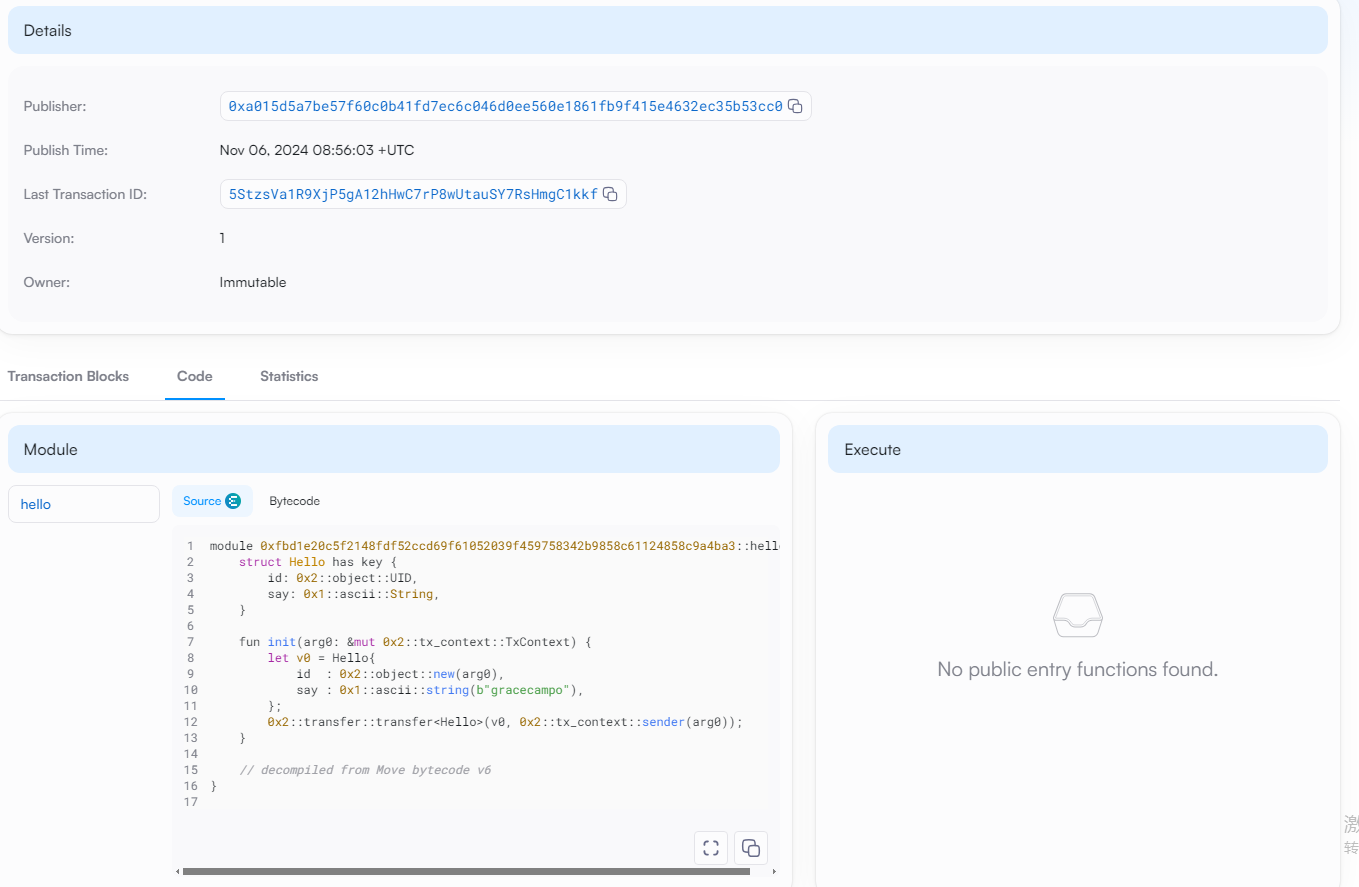 Details
Publisher: 0xa015d5a7be57f60c0b41fd7ec6c046d0ee560e1861fb9f415e4632ec35b53cc0
Publish Time: Nov 06, 2024 08:56:03 +UTC
Last Transaction ID: 5StzsVa1R9XjP5gA12hHwC7rP8wUtauSY7RsHmgC1kkf
Version: 1
Owner: Immutable
Transaction Blocks Code Statistics
Module
hello
Source Bytecode
1 module 0xfbd1e20c5f2148fdf52ccd69f61052039f459758342b9858c61124858c9a4ba3::hell
2     struct Hello has key {
3         id: 0x2::object::UID,
4         say: 0x1::ascii::String,
5     }
6
7     fun init(arg0: &mut 0x2::tx_context::TxContext) {
8         let v0 = Hello{
9             id  : 0x2::object::new(arg0),
10             say : 0x1::ascii::string(b"gracecampo"),
11         };
12         0x2::transfer::transfer<Hello>(v0, 0x2::tx_context::sender(arg0));
13     }
14
15     // decompiled from Move bytecode v6
16 }
17
Execute
No public entry functions found.
激
转